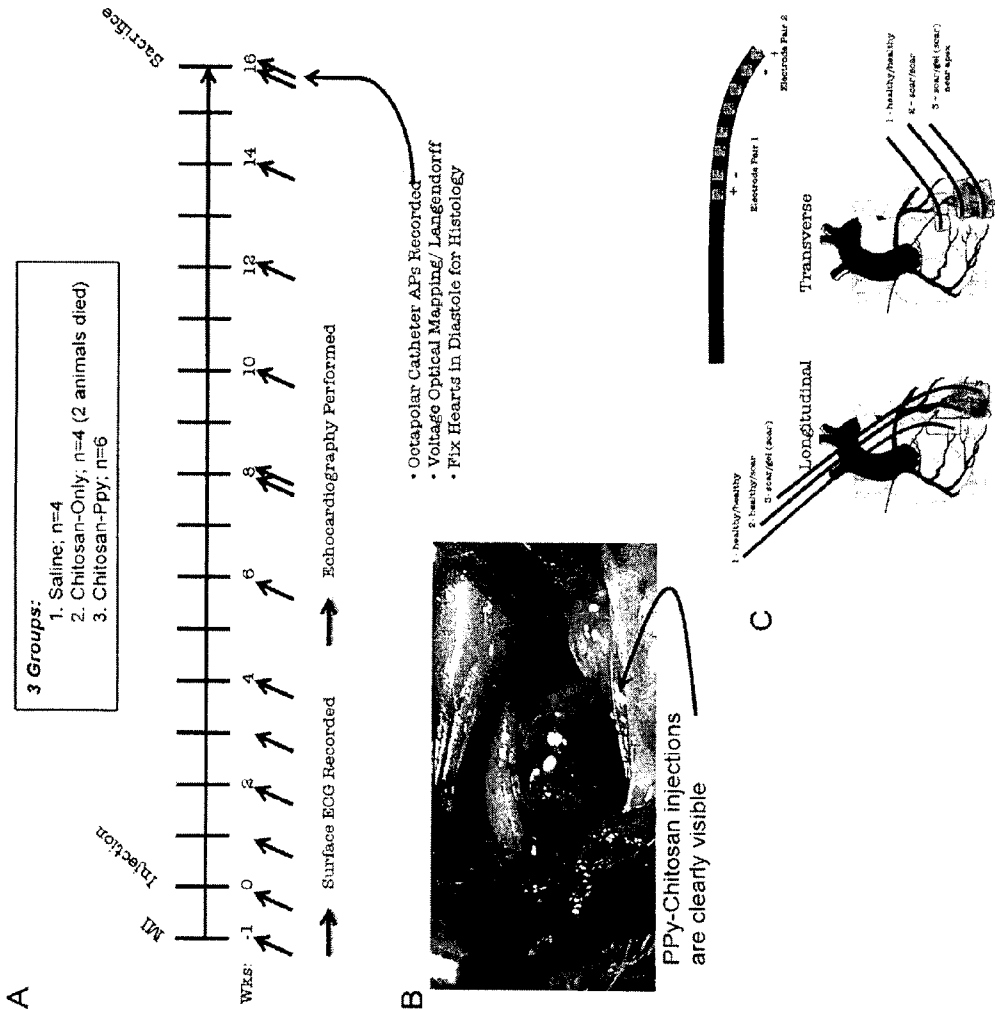 A
3 Groups:
1. Saline; n=4
2. Chitosan-Only; n=4 (2 animals died)
3. Chitosan-Ppy; n=6
MI
Injection
Sacrifice
Wks:
-1 0 2 4 6 8 10 12 14 16
Surface ECG Recorded
Echocardiography Performed
• Octapolar Catheter APs Recorded
• Voltage Optical Mapping/ Langendorff
• Fix Hearts in Diastole for Histology
B
PPy-Chitosan injections
are clearly visible
C
+ -
Electrode Pair 1
- +
Electrode Pair 2
Longitudinal
1 - healthy/healthy
2 - healthy/scar
3 - scar/gel (scar)
Transverse
1 - healthy/healthy
2 - scar/scar
3 - scar/gel (scar)
near apex